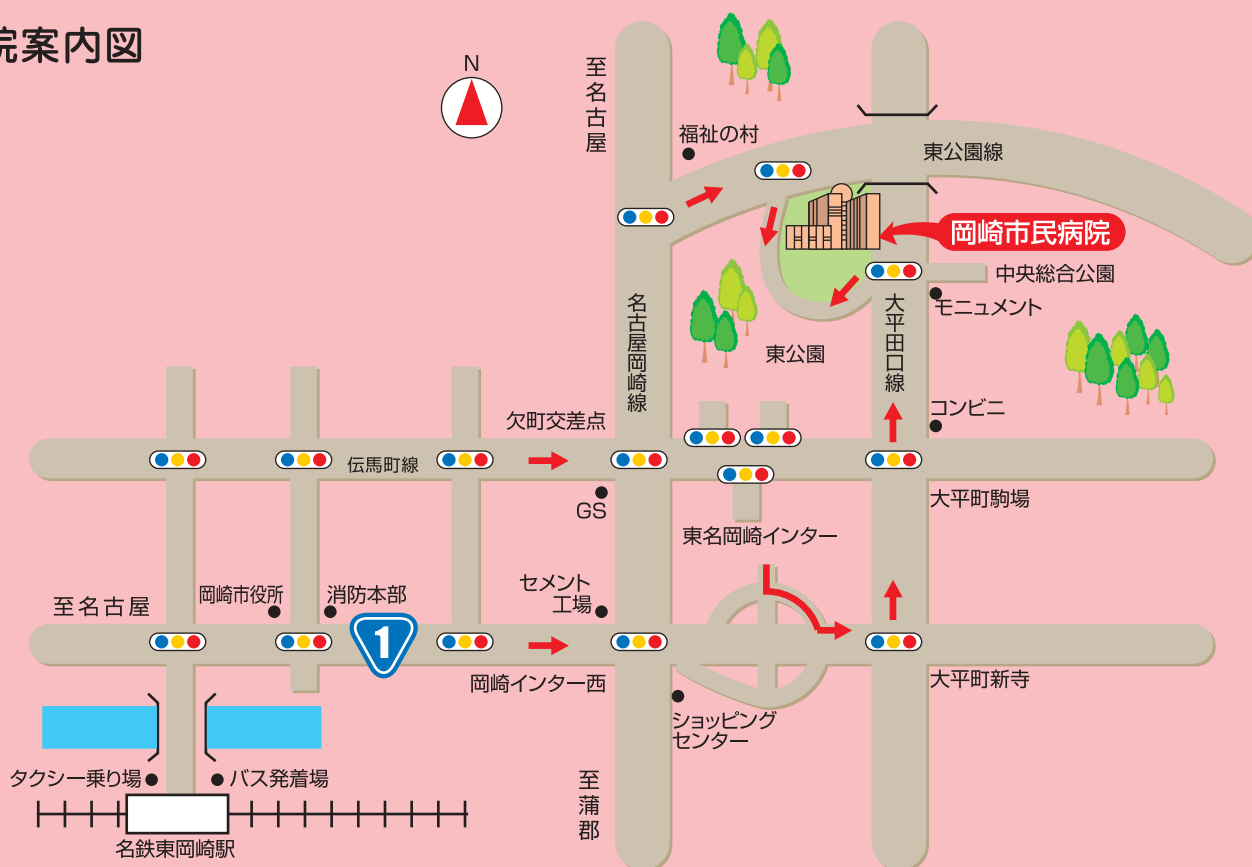 院案内図
N
至名古屋
福祉の村
東公園線
岡崎市民病院
中央総合公園
モニュメント
名古屋岡崎線
大平田口線
東公園
コンビニ
欠町交差点
伝馬町線
GS
大平町駒場
東名岡崎インター
セメント
工場
岡崎市役所
消防本部
至名古屋
1
岡崎インター西
大平町新寺
ショッピング
センター
タクシー乗り場
バス発着場
至蒲郡
名鉄東岡崎駅